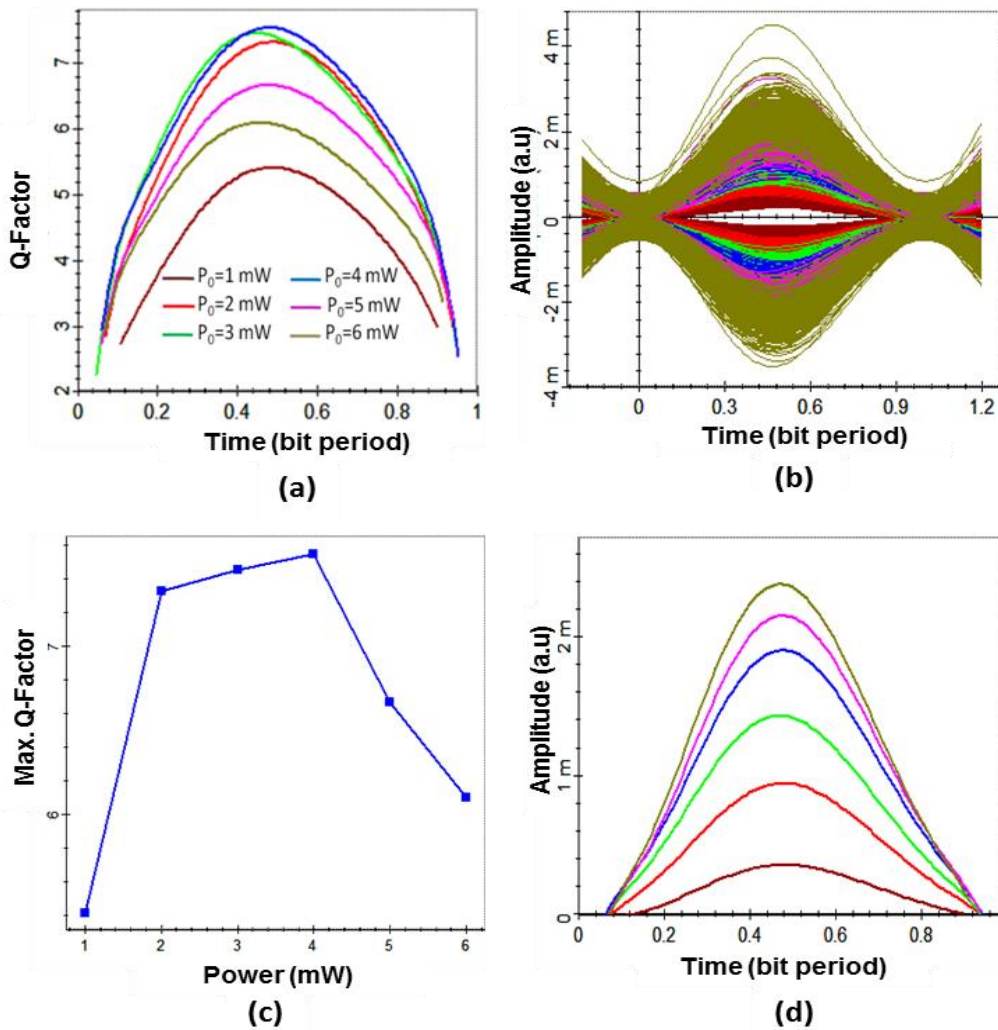 7
6
5
4
3
2
Q-Factor
P₀=1 mW
P₀=4 mW
P₀=2 mW
P₀=5 mW
P₀=3 mW
P₀=6 mW
0
0.2
0.4
0.6
0.8
1
Time (bit period)
(a)
4 m
2 m
0
-2 m
-4 m
Amplitude (a.u)
0
0.3
0.6
0.9
1.2
Time (bit period)
(b)
7
6
Max. Q-Factor
1
2
3
4
5
6
Power (mW)
(c)
2 m
1 m
0
Amplitude (a.u)
0
0.2
0.4
0.6
0.8
Time (bit period)
(d)